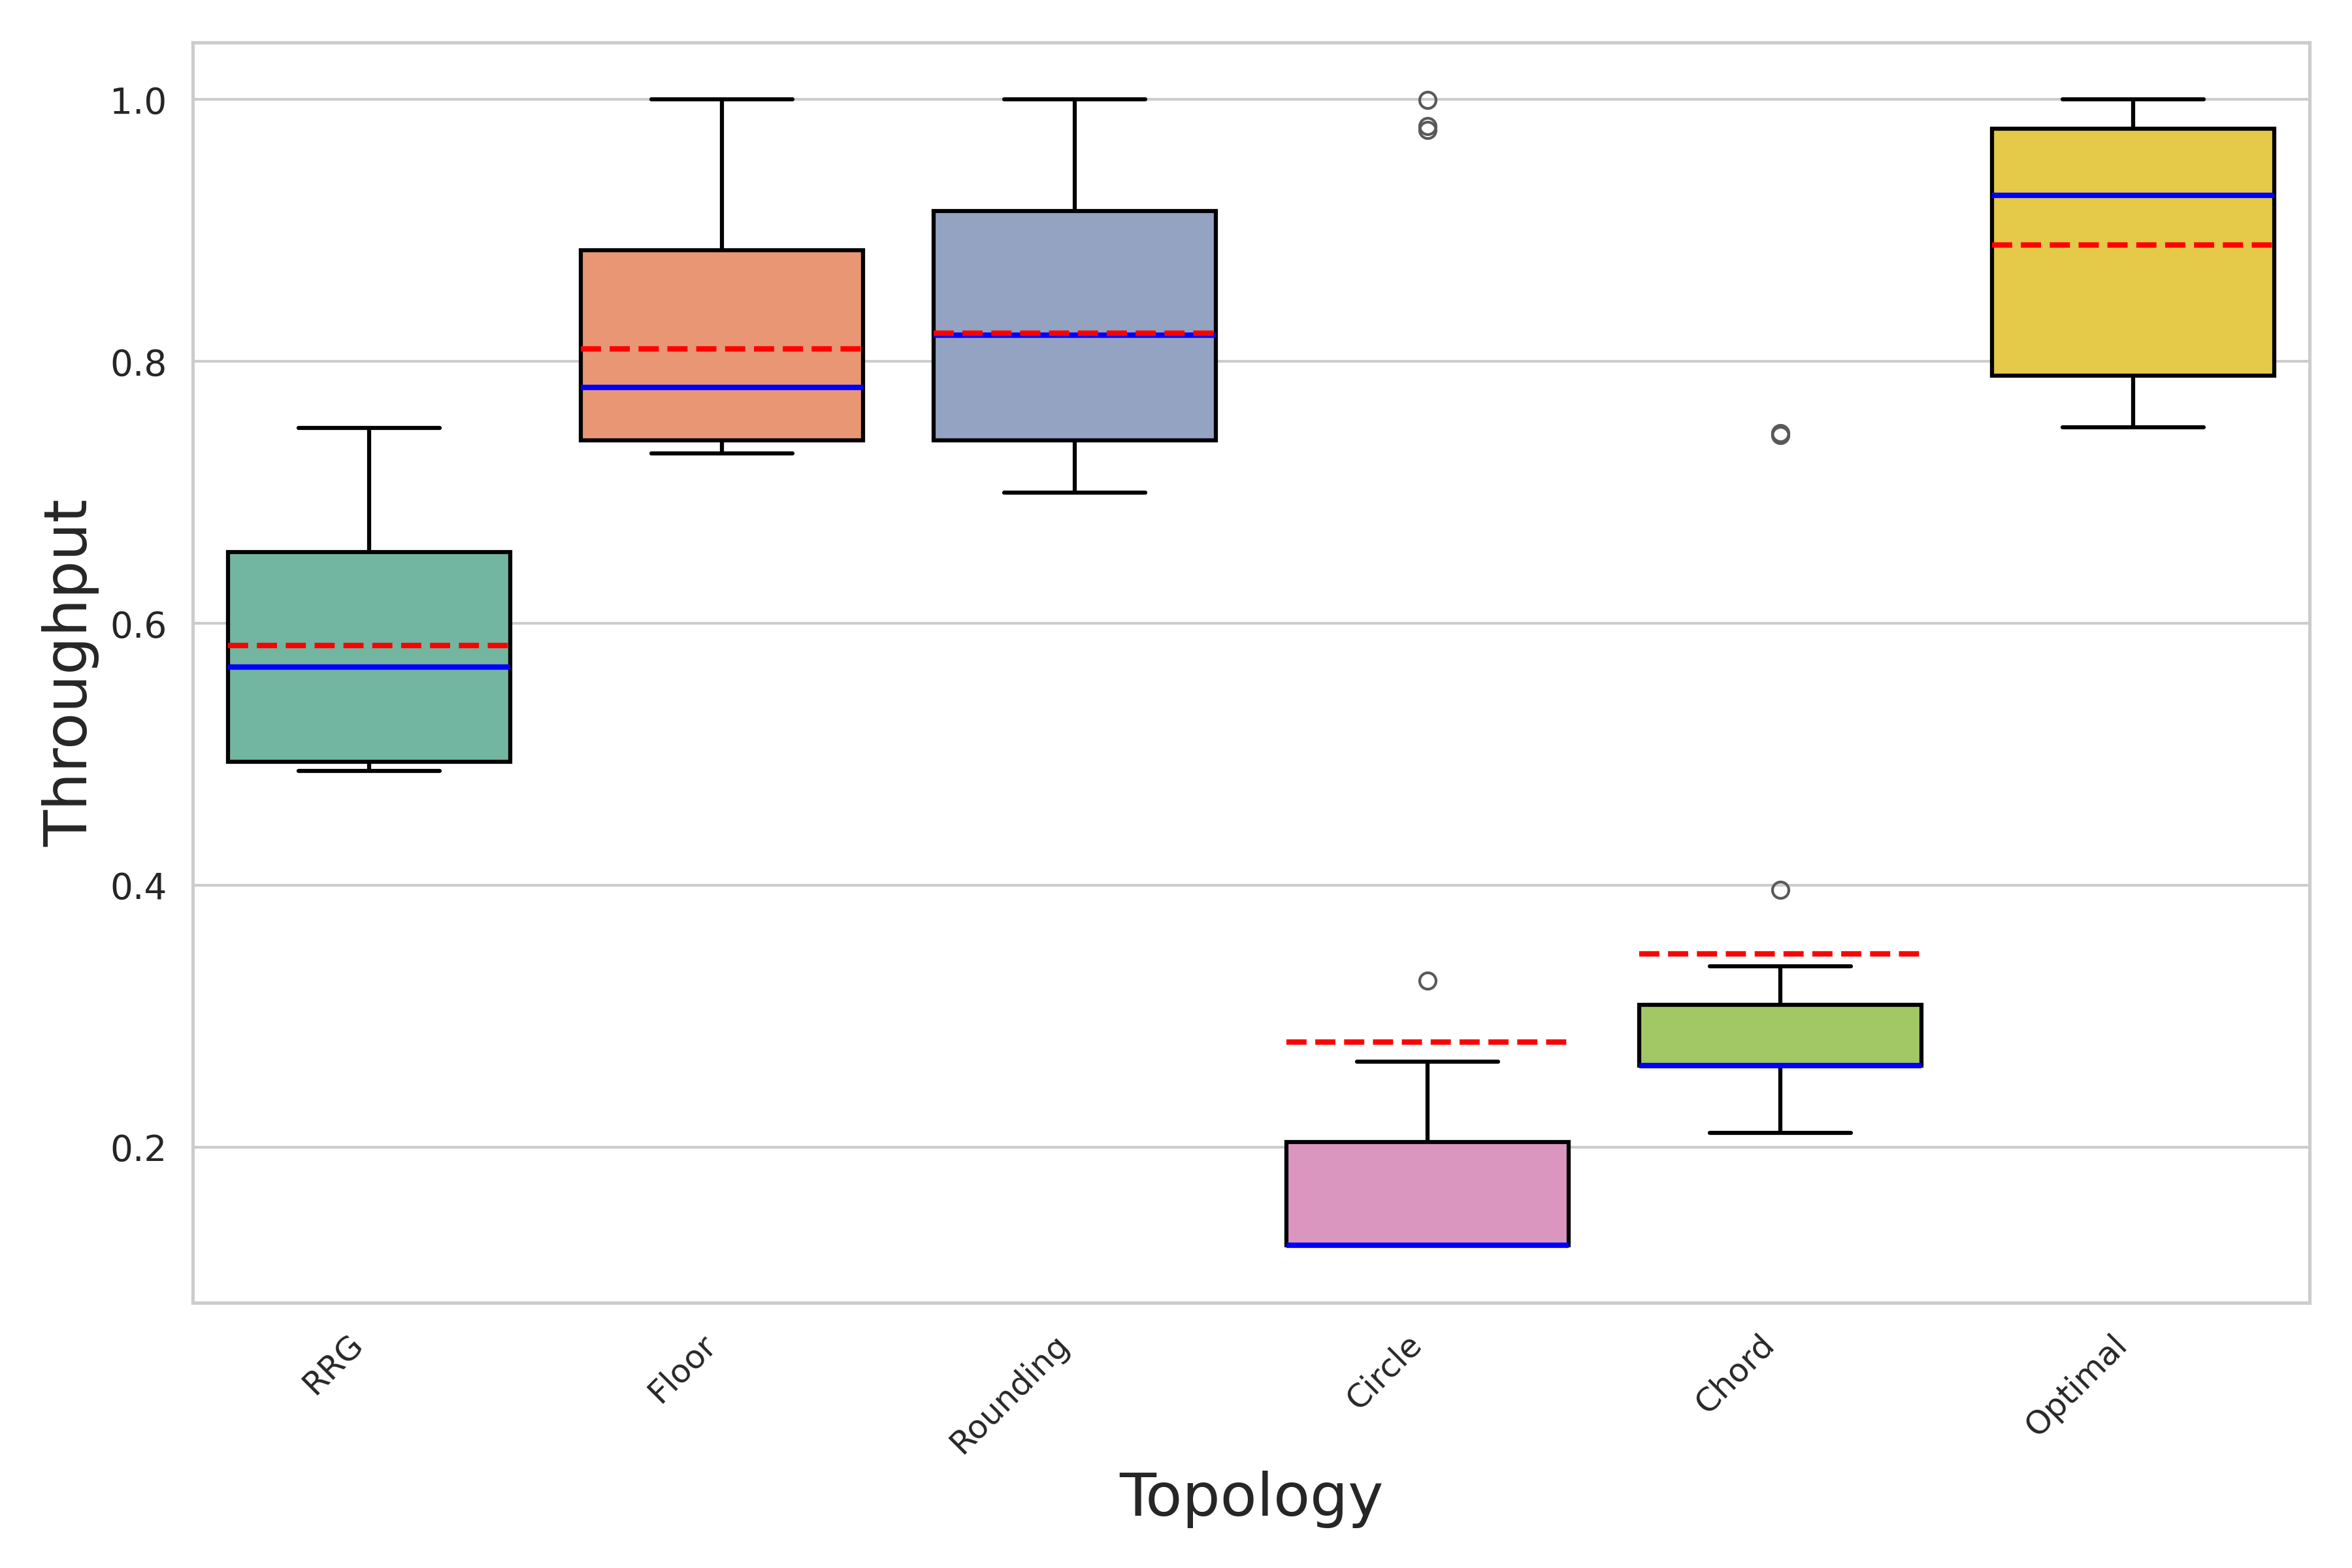 Throughput
1.0
0.8
0.6
0.4
0.2
RRG
Floor
Rounding
Circle
Chord
Optimal
Topology